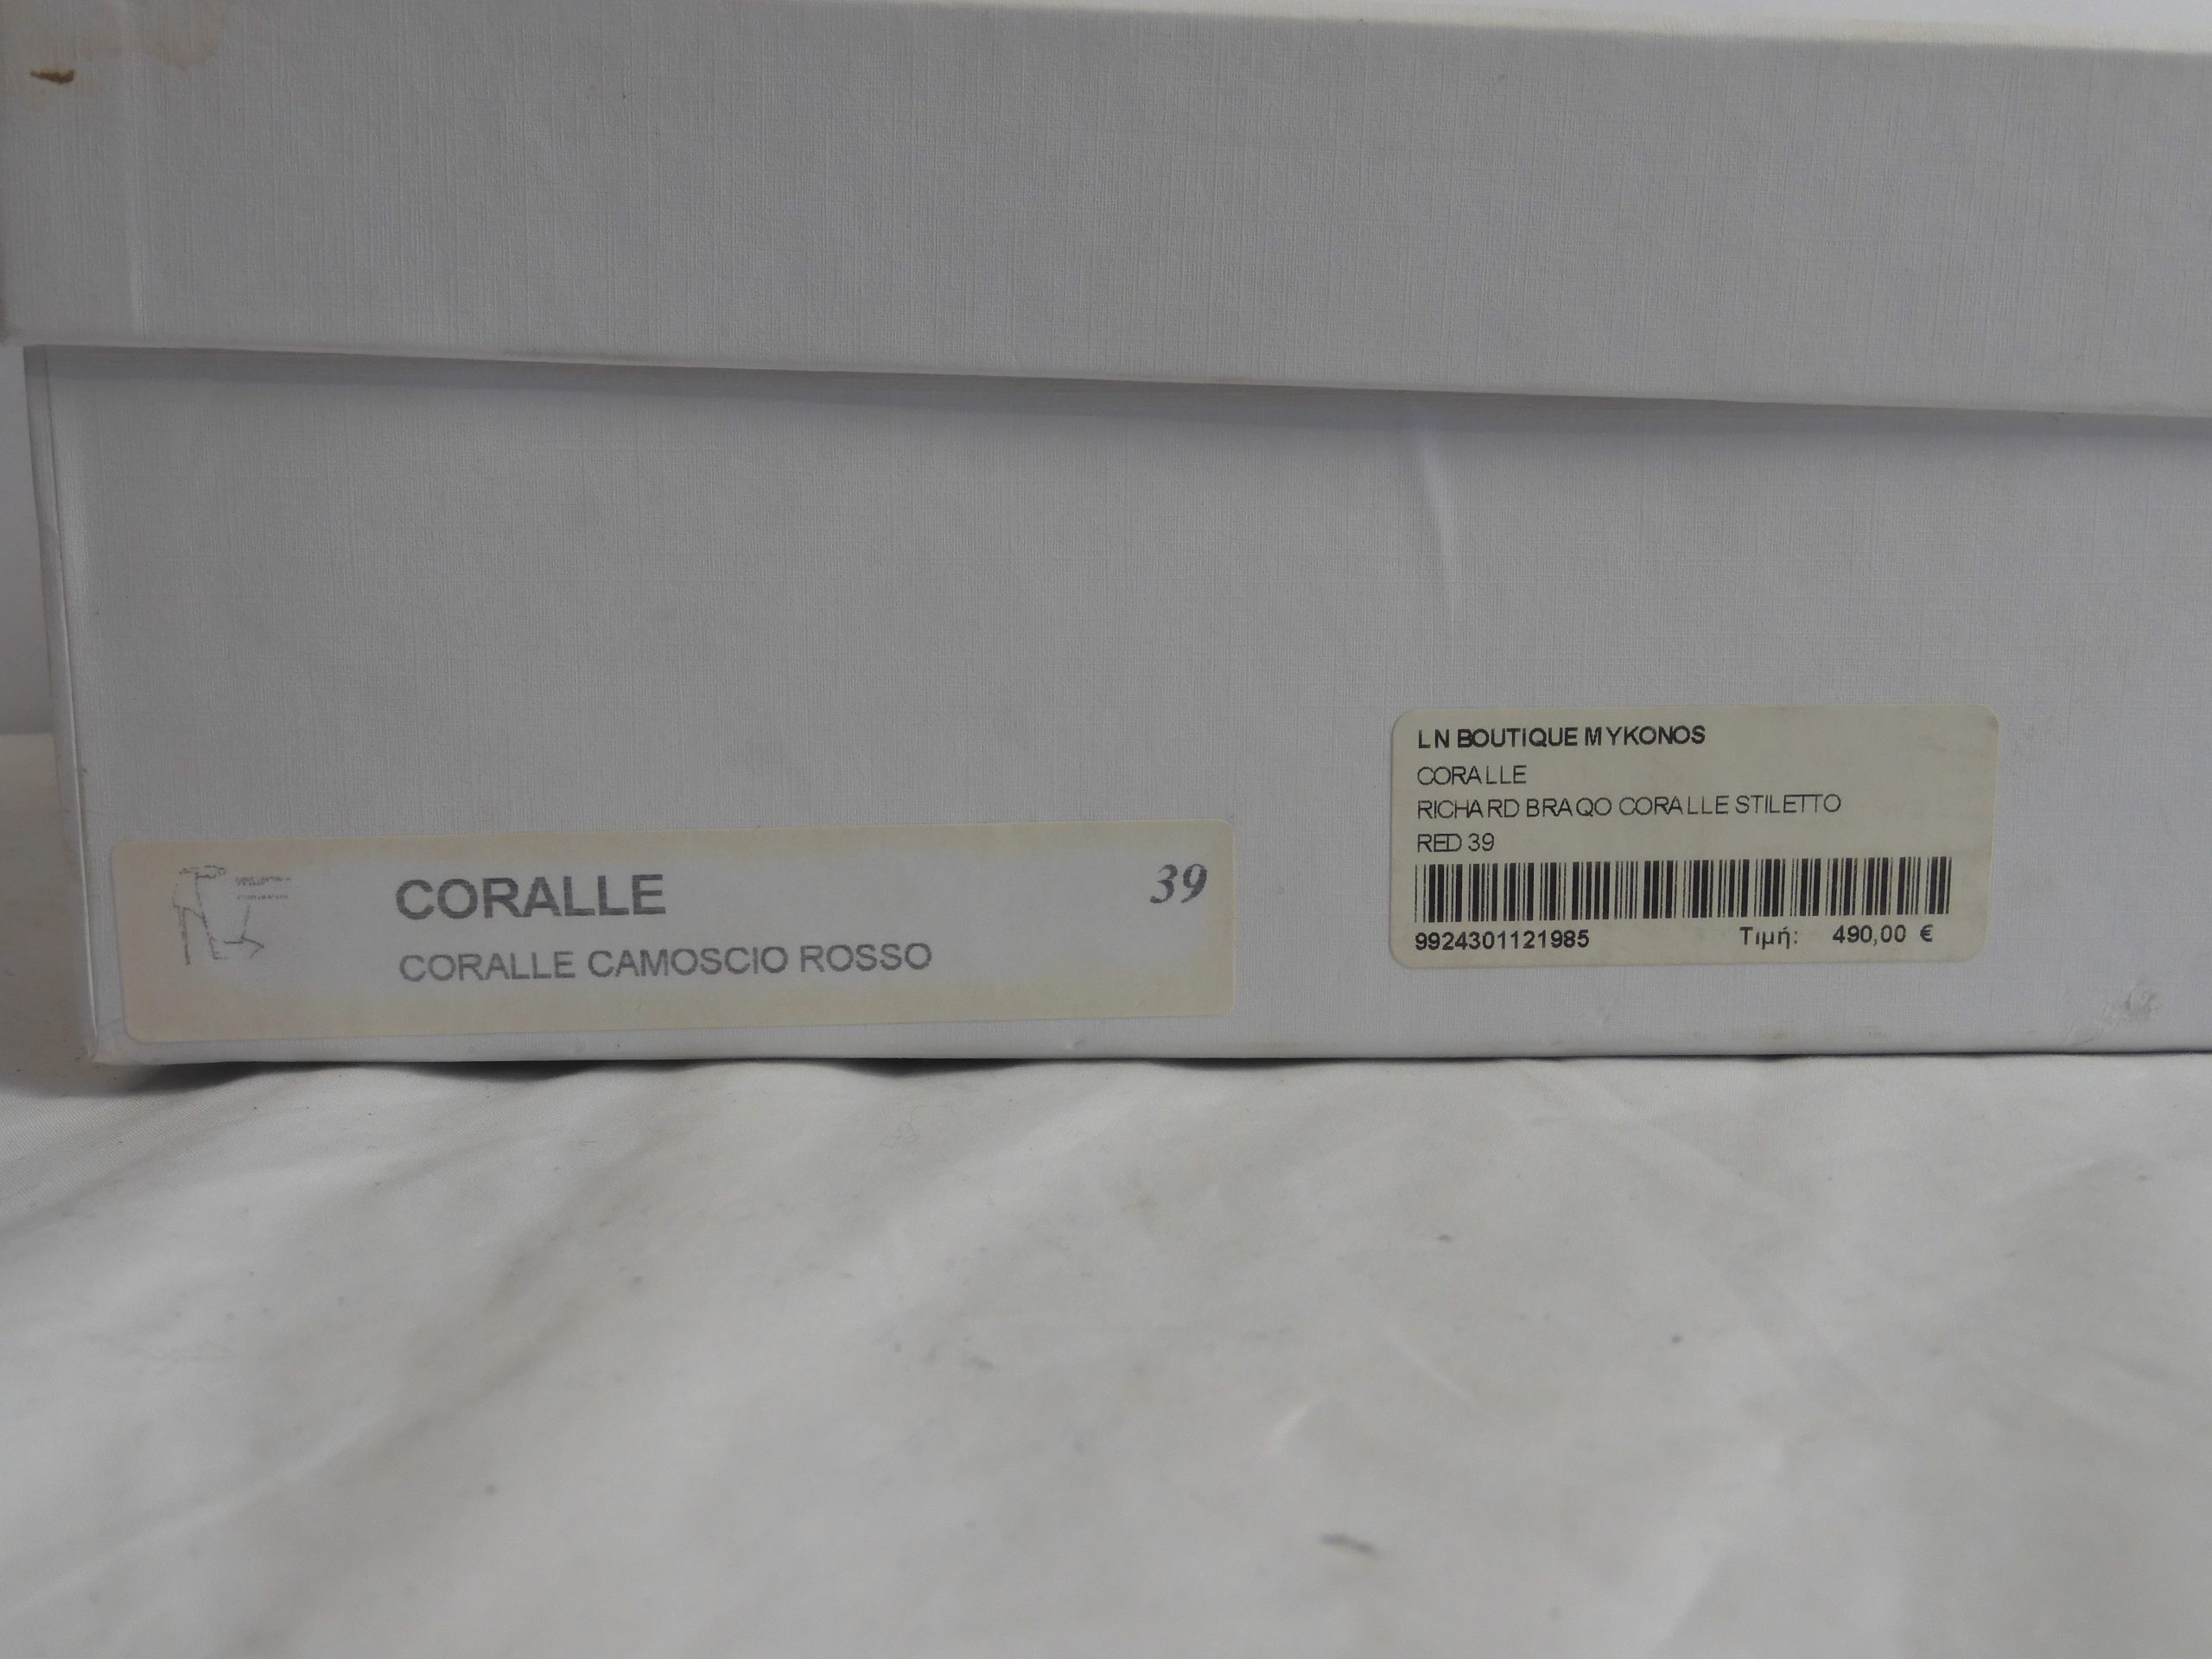 CORALLE
39
CORALLE CAMOSCIO ROSSO
LN BOUTIQUE MYKONOS
CORALLE
RICHARD BRAQO CORALLE STILETTO
RED 39
9924301121985 Τιμή: 490,00 €